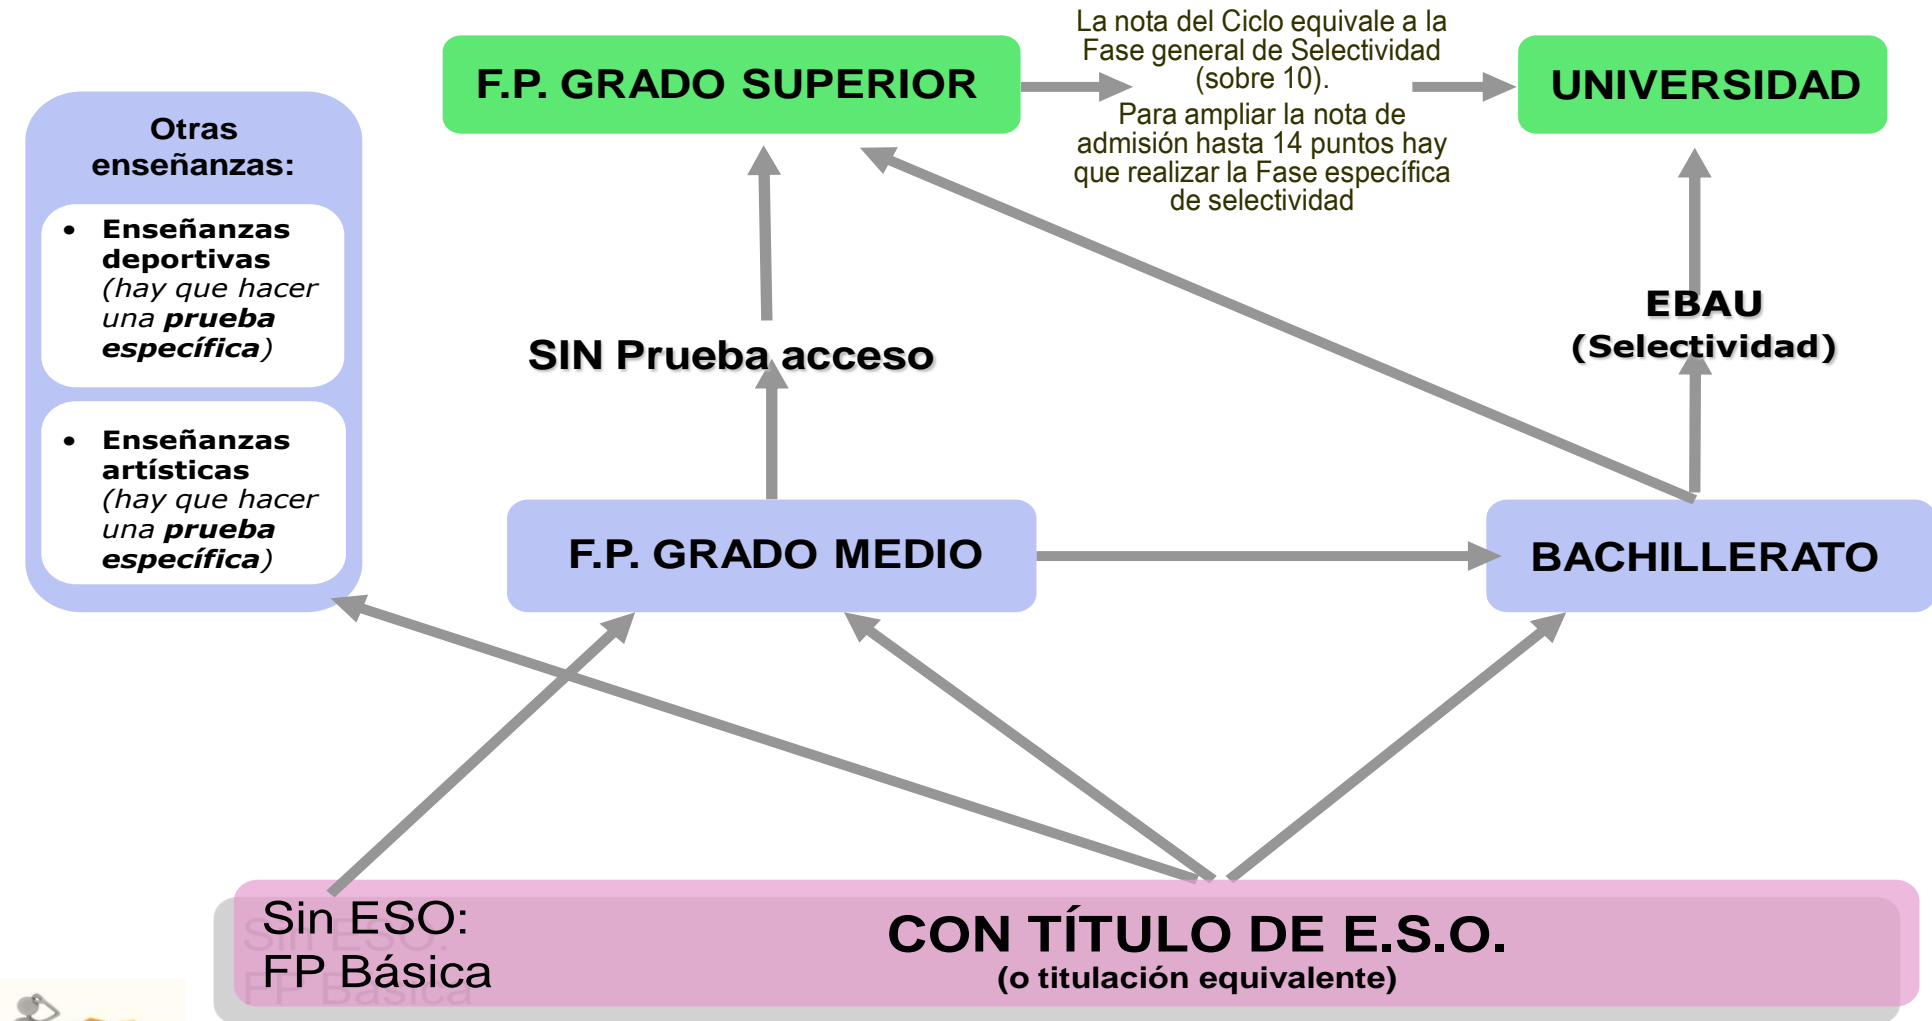 La nota del Ciclo equivale a la
Fase general de Selectividad
(sobre 10).
Para ampliar la nota de
admisión hasta 14 puntos hay
que realizar la Fase específica
de selectividad
F.P. GRADO SUPERIOR
UNIVERSIDAD
Otras
enseñanzas:
• Enseñanzas
deportivas
(hay que hacer
una prueba
específica)
• Enseñanzas
artísticas
(hay que hacer
una prueba
específica)
SIN Prueba acceso
EBAU
(Selectividad)
F.P. GRADO MEDIO
BACHILLERATO
Sin ESO:
FP Básica
CON TÍTULO DE E.S.O.
(o titulación equivalente)